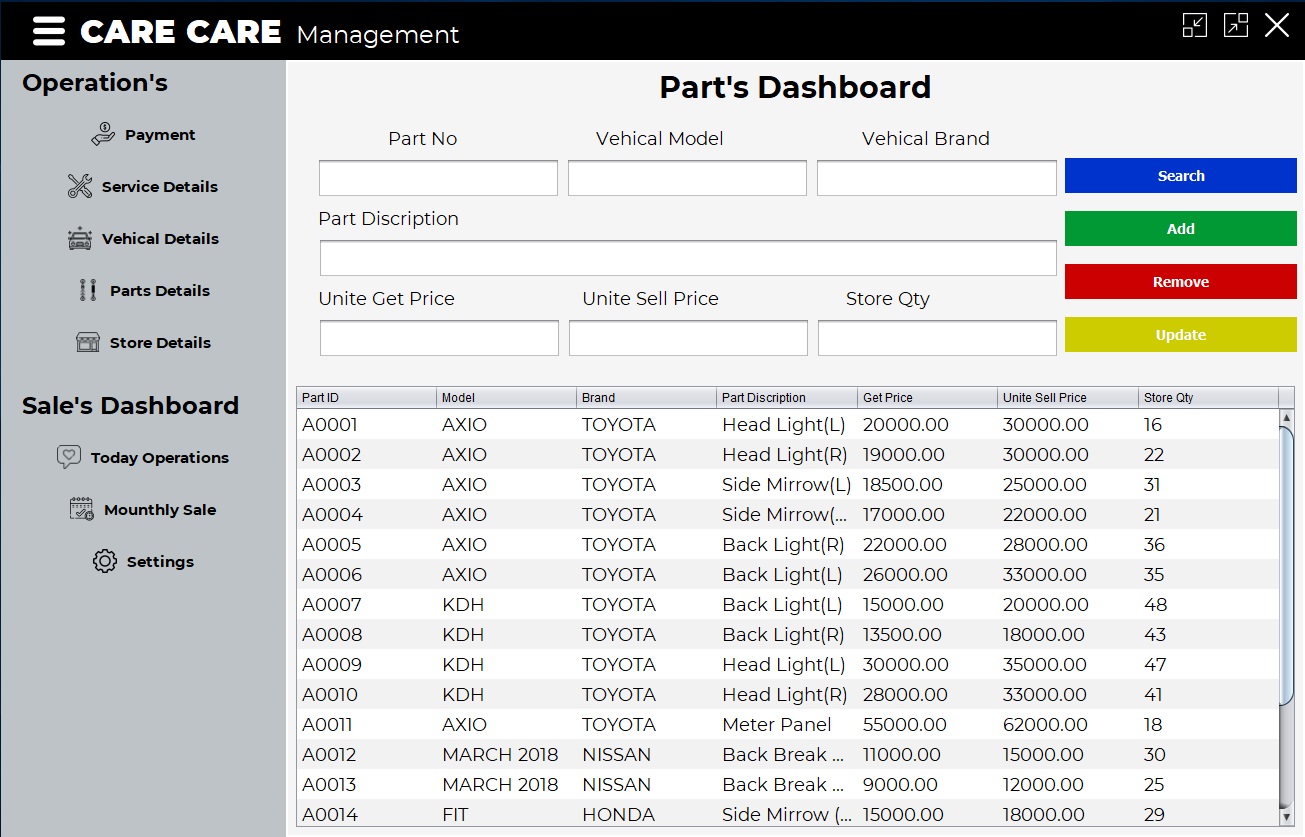 CARE CARE Management
Operation's
Payment
Service Details
Vehical Details
Parts Details
Store Details
Sale's Dashboard
Today Operations
Mounthly Sale
Settings
Part's Dashboard
Part No Vehical Model Vehical Brand
Search
Part Discription
Add
Remove
Unite Get Price Unite Sell Price Store Qty
Update
Part ID Model Brand Part Discription Get Price Unite Sell Price Store Qty
A0001 AXIO TOYOTA Head Light(L) 20000.00 30000.00 16
A0002 AXIO TOYOTA Head Light(R) 19000.00 30000.00 22
A0003 AXIO TOYOTA Side Mirrow(L) 18500.00 25000.00 31
A0004 AXIO TOYOTA Side Mirrow(... 17000.00 22000.00 21
A0005 AXIO TOYOTA Back Light(R) 22000.00 28000.00 36
A0006 AXIO TOYOTA Back Light(L) 26000.00 33000.00 35
A0007 KDH TOYOTA Back Light(L) 15000.00 20000.00 48
A0008 KDH TOYOTA Back Light(R) 13500.00 18000.00 43
A0009 KDH TOYOTA Head Light(L) 30000.00 35000.00 47
A0010 KDH TOYOTA Head Light(R) 28000.00 33000.00 41
A0011 AXIO TOYOTA Meter Panel 55000.00 62000.00 18
A0012 MARCH 2018 NISSAN Back Break ... 11000.00 15000.00 30
A0013 MARCH 2018 NISSAN Back Break ... 9000.00 12000.00 25
A0014 FIT HONDA Side Mirrow (... 15000.00 18000.00 29